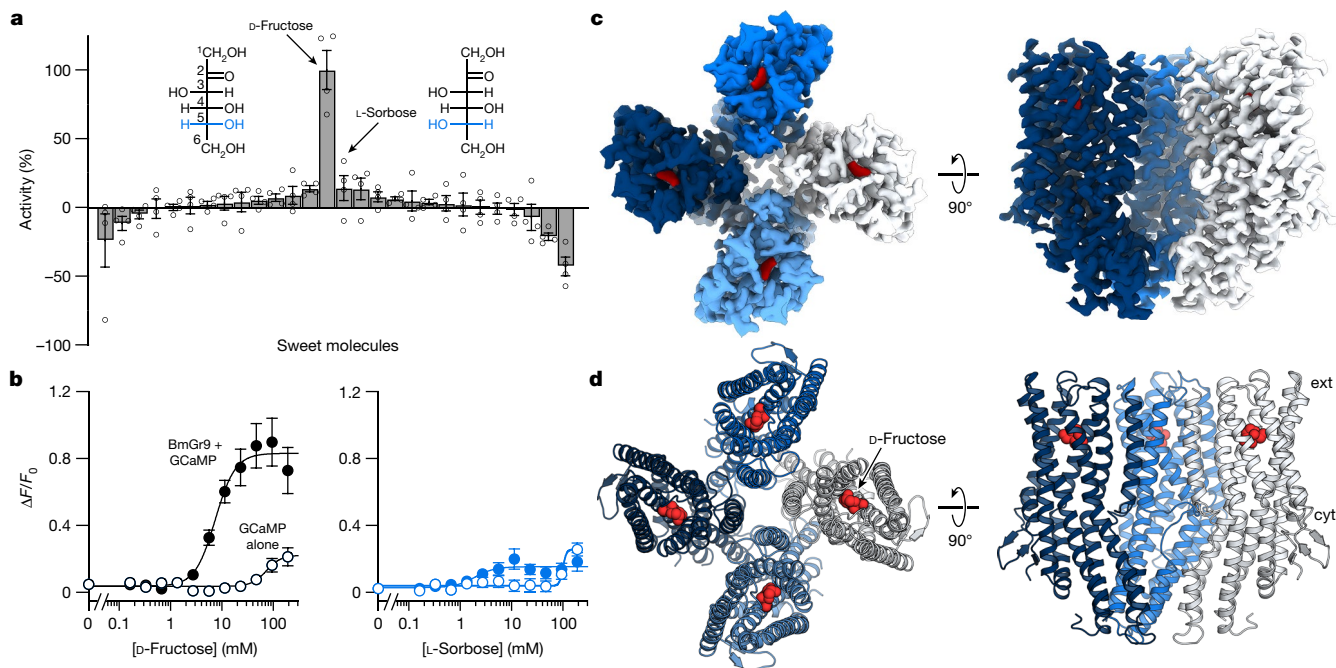 a
D-Fructose
L-Sorbose
1CH2OH
2
O
3
HO H
4
H OH
5
H OH
6
CH2OH
CH2OH
O
HO H
H OH
HO H
CH2OH
Activity (%)
100
50
0
−50
−100
Sweet molecules
b
ΔF/F0
1.2
0.8
0.4
0
BmGr9 +
GCaMP
GCaMP
alone
0 0.1 1 10 100
[D-Fructose] (mM)
1.2
0.8
0.4
0
0 0.1 1 10 100
[L-Sorbose] (mM)
c
90°
d
D-Fructose
90°
ext
cyt